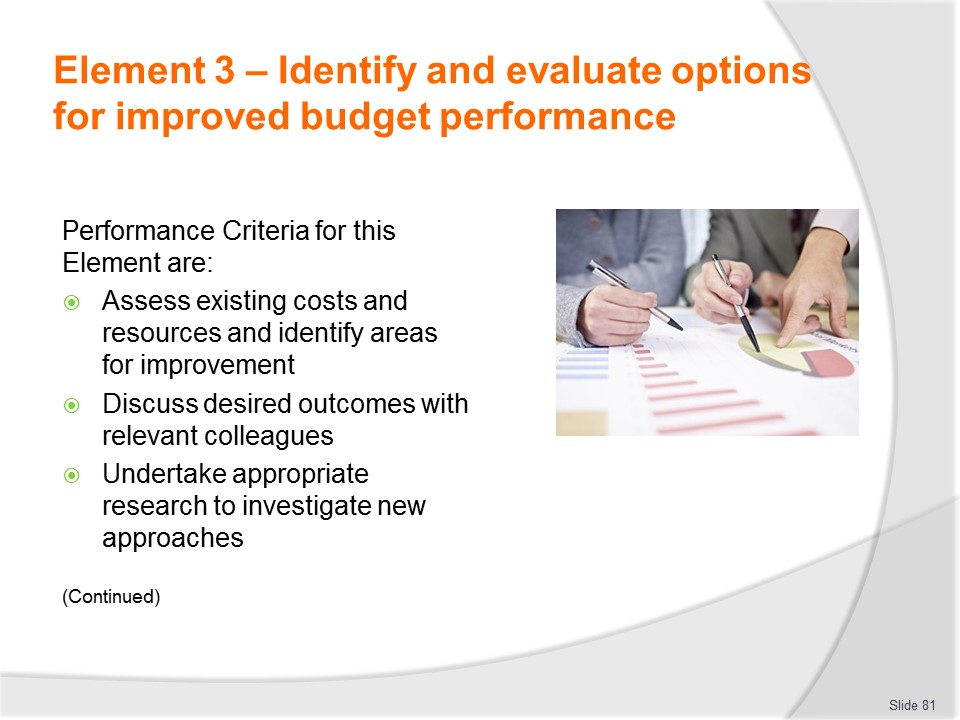 Element 3 – Identify and evaluate options
for improved budget performance
Performance Criteria for this
Element are:
Assess existing costs and
resources and identify areas
for improvement
Discuss desired outcomes with
relevant colleagues
Undertake appropriate
research to investigate new
approaches
(Continued)
Slide 81